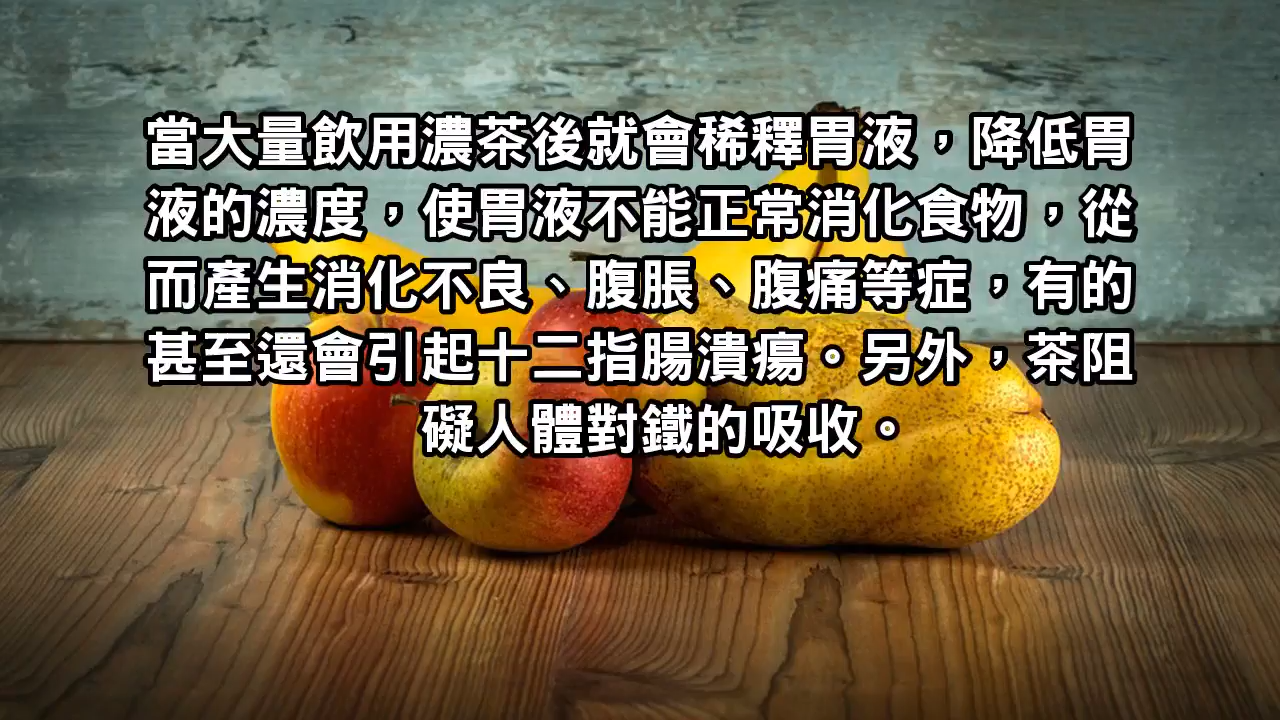 當大量飲用濃茶後就會稀釋胃液，降低胃
液的濃度，使胃液不能正常消化食物，從
而產生消化不良、腹脹、腹痛等症，有的
甚至還會引起十二指腸潰瘍。另外，茶阻
礙人體對鐵的吸收。